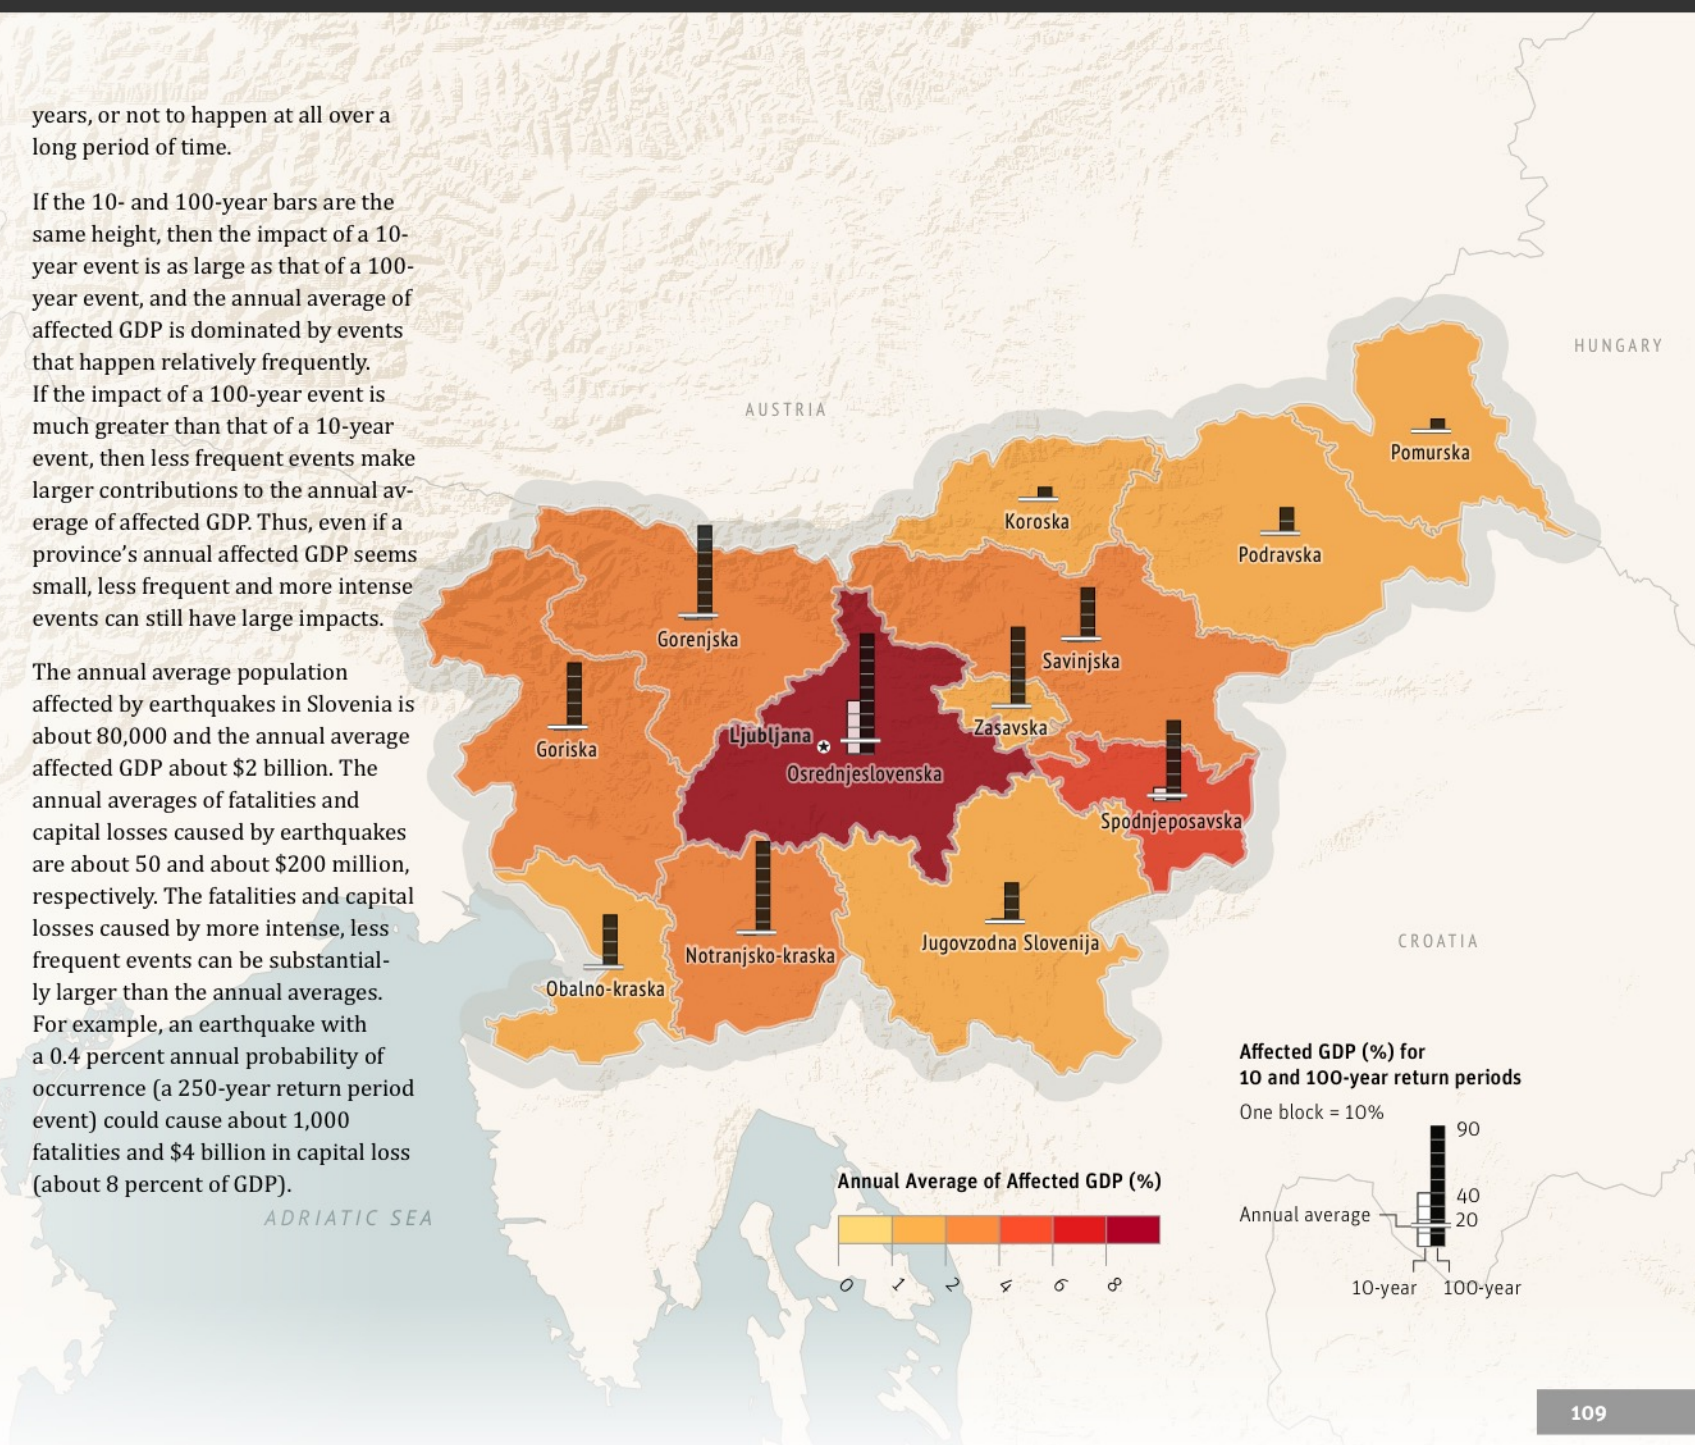 years, or not to happen at all over a
long period of time.
If the 10- and 100-year bars are the
same height, then the impact of a 10-
year event is as large as that of a 100-
year event, and the annual average of
affected GDP is dominated by events
that happen relatively frequently.
If the impact of a 100-year event is
much greater than that of a 10-year
event, then less frequent events make
larger contributions to the annual av-
erage of affected GDP. Thus, even if a
province's annual affected GDP seems
small, less frequent and more intense
events can still have large impacts.
The annual average population
affected by earthquakes in Slovenia is
about 80,000 and the annual average
affected GDP about $2 billion. The
annual averages of fatalities and
capital losses caused by earthquakes
are about 50 and about $200 million,
respectively. The fatalities and capital
losses caused by more intense, less
frequent events can be substantial-
ly larger than the annual averages.
For example, an earthquake with
a 0.4 percent annual probability of
occurrence (a 250-year return period
event) could cause about 1,000
fatalities and $4 billion in capital loss
(about 8 percent of GDP).
ADRIATIC SEA
HUNGARY
AUSTRIA
Pomurska
Koroska
Podravska
Gorenjska
Savinjska
Goriska
Ljubljana
Zasavska
Osrednjeslovenska
Spodnjeposavska
Notranjsko-kraska
Jugovzodna Slovenija
Obalno-kraska
CROATIA
Affected GDP (%) for
10 and 100-year return periods
One block = 10%
90
40
20
Annual average
10-year 100-year
Annual Average of Affected GDP (%)
0 1 2 4 6 8
109